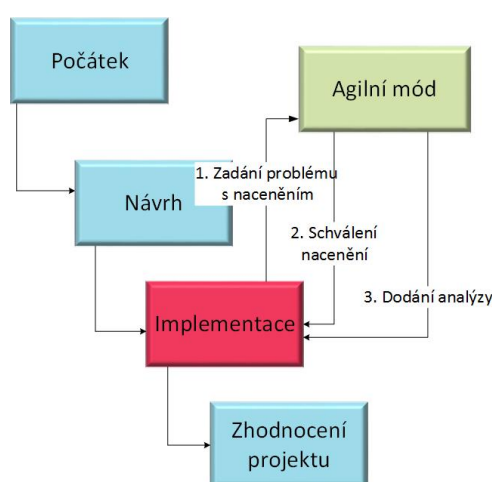 Počátek
Agilní mód
1. Zadání problému
s naceněním
Návrh
2. Schválení
nacenění
3. Dodání analýzy
Implementace
Zhodnocení
projektu